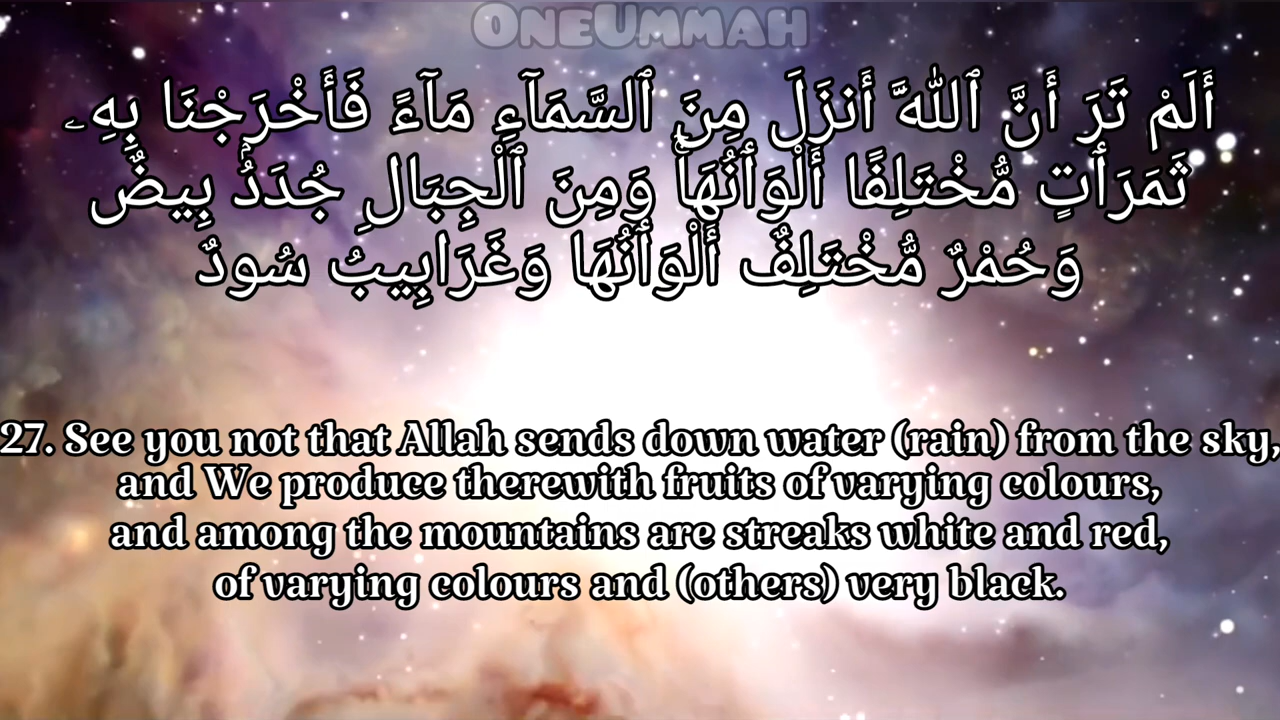 OneUmmah
أَلَمْ تَرَ أَنَّ ٱللَّهَ أَنزَلَ مِنَ ٱلسَّمَآءِ مَآءً فَأَخْرَجْنَا بِهِۦ
ثَمَرَٰتٍ مُّخْتَلِفًا أَلْوَٰنُهَا ۚ وَمِنَ ٱلْجِبَالِ جُدَدٌۢ بِيضٌ
وَحُمْرٌ مُّخْتَلِفٌ أَلْوَٰنُهَا وَغَرَابِيبُ سُودٌ
27. See you not that Allah sends down water (rain) from the sky,
and We produce therewith fruits of varying colours,
and among the mountains are streaks white and red,
of varying colours and (others) very black.